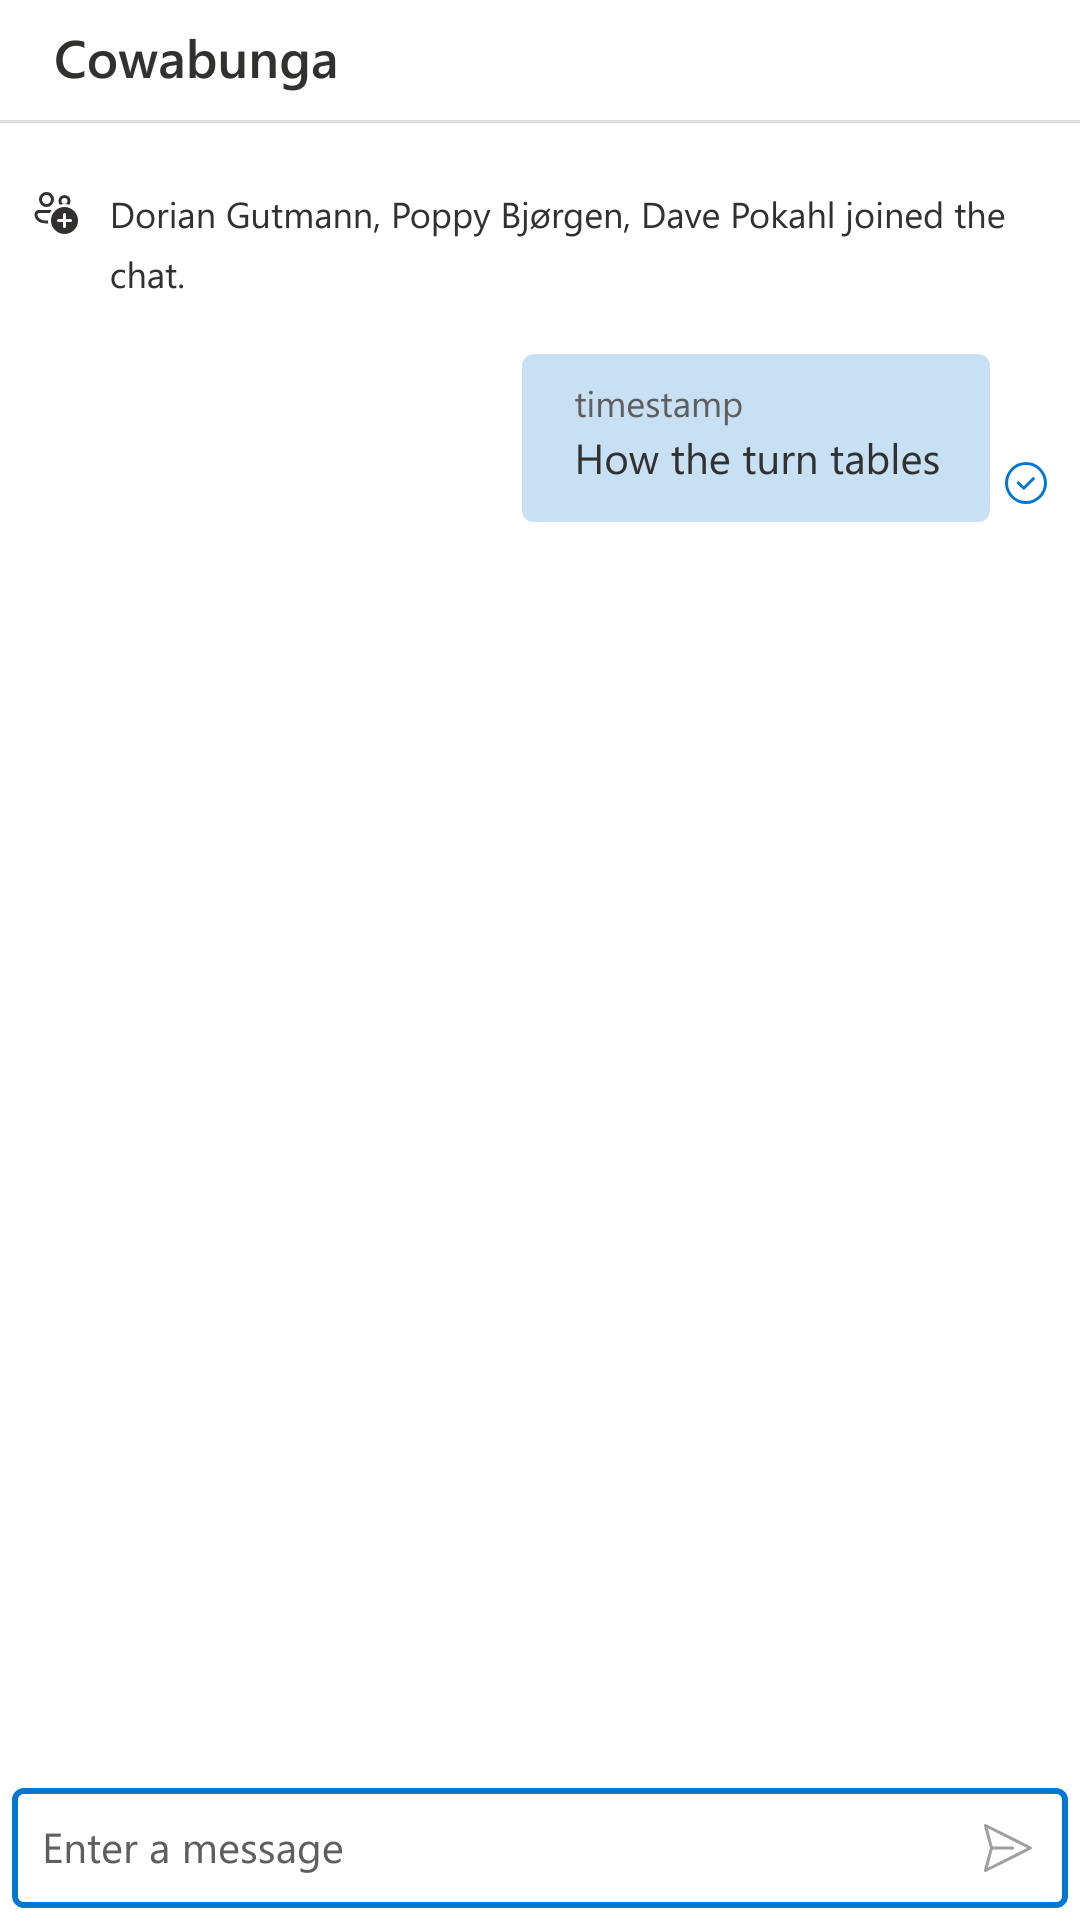 Cowabunga
Dorian Gutmann, Poppy Bjørgen, Dave Pokahl joined the
chat.
timestamp
How the turn tables
Enter a message